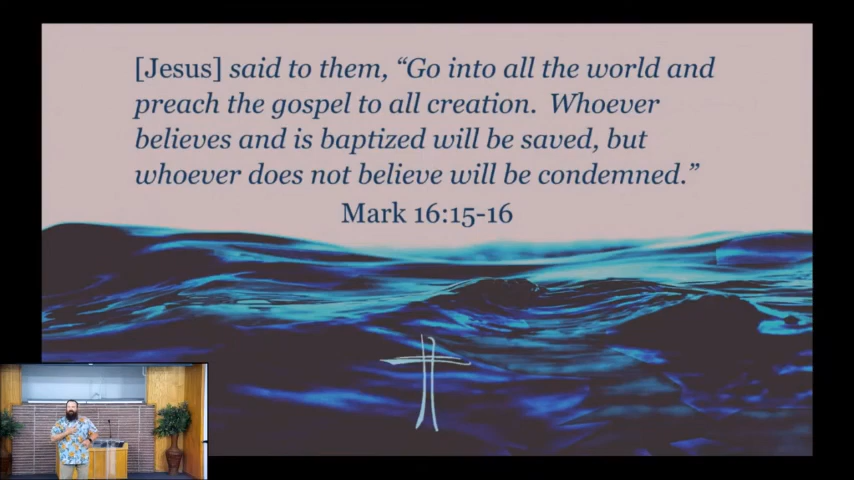 [Jesus] said to them, “Go into all the world and
preach the gospel to all creation.  Whoever
believes and is baptized will be saved, but
whoever does not believe will be condemned.”
Mark 16:15-16